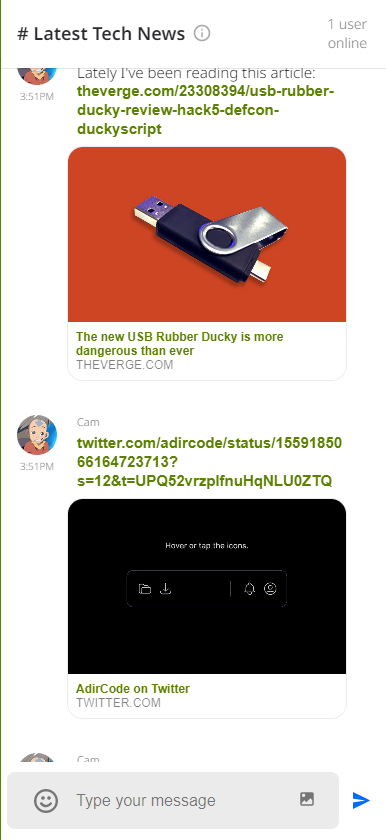 # Latest Tech News
1 user
online
Lately I've been reading this article:
3:51PM
theverge.com/23308394/usb-rubber-
ducky-review-hack5-defcon-
duckyscript
The new USB Rubber Ducky is more
dangerous than ever
THEVERGE.COM
Cam
twitter.com/adircode/status/15591850
66164723713?
s=12&t=UPQ52vrzplfnuHqNLU0ZTQ
3:51PM
Hover or tap the icons.
AdirCode on Twitter
TWITTER.COM
Cam
Type your message